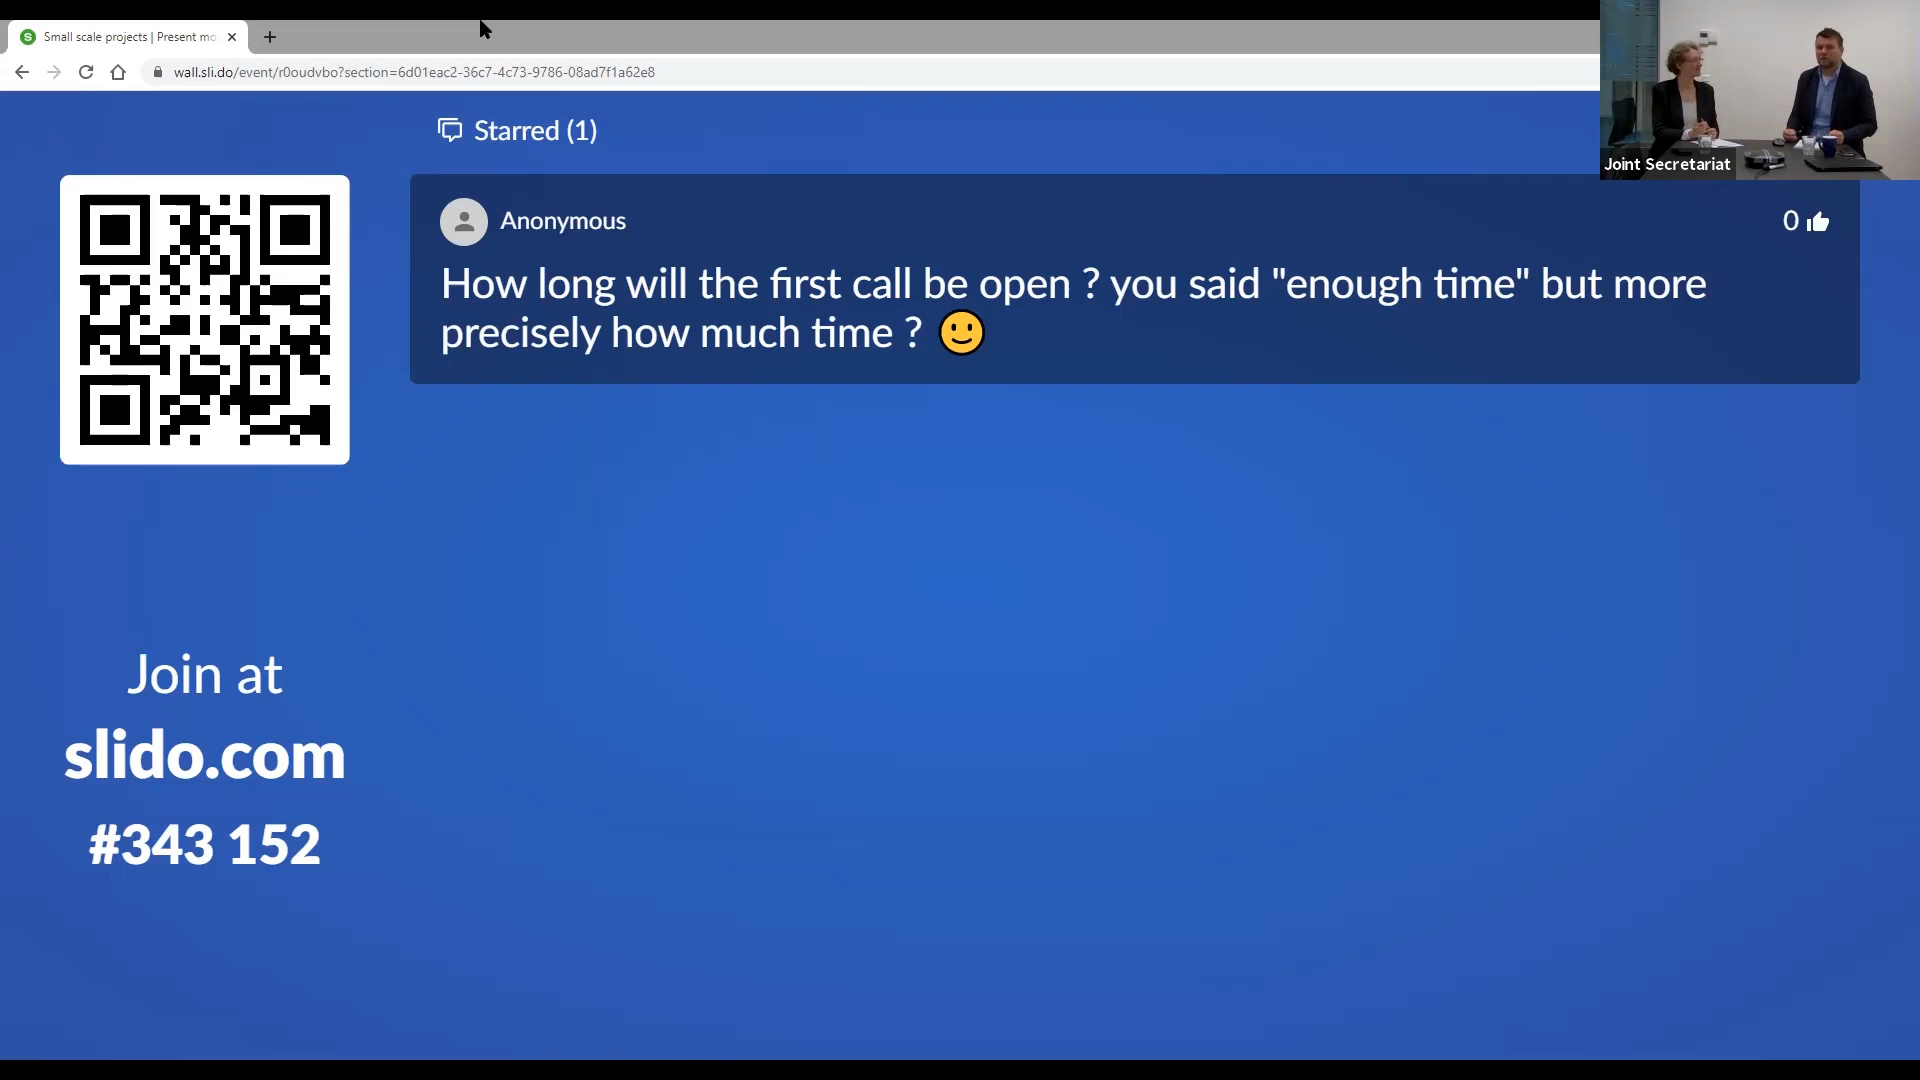 Small scale projects | Present mo
wall.sli.do/event/r0oudvbo?section=6d01eac2-36c7-4c73-9786-08ad7f1a62e8
Joint Secretariat
Starred (1)
Anonymous
0
How long will the first call be open ? you said "enough time" but more
precisely how much time ? 🙂
Join at
slido.com
#343 152